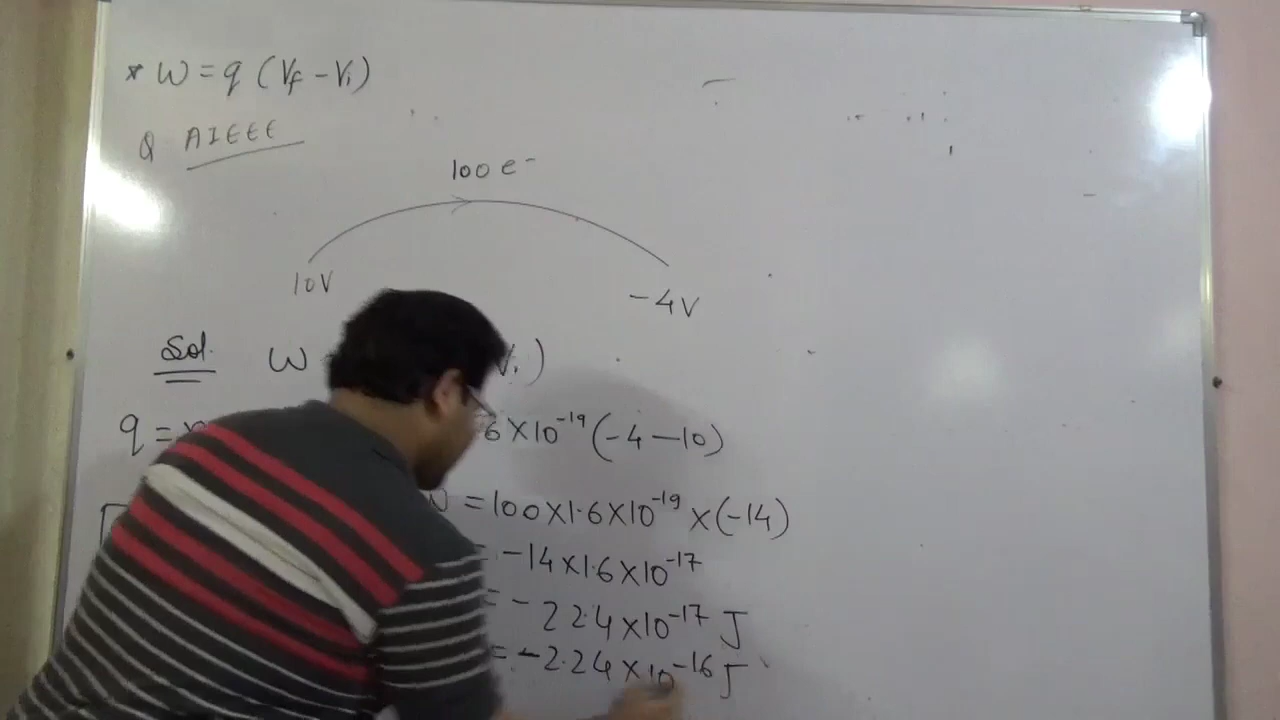 * W = q (Vf - Vi)
Q AIEEE
100 e-
10V
-4V
Sol. W Vi)
q = 6 × 10^-19 (-4 - 10)
= 100 × 1.6 × 10^-19 × (-14)
= -14 × 1.6 × 10^-17
= - 22.4 × 10^-17 J
= -2.24 × 10^-16 J